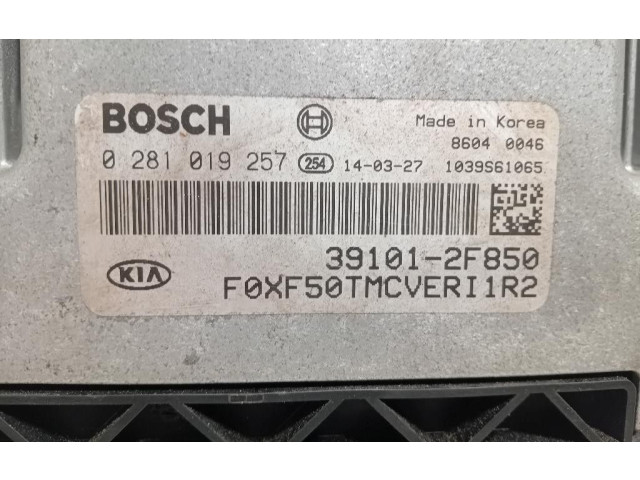 BOSCH
Made in Korea
8604 0046
0 281 019 257 254 14-03-27 1039S61065
39101-2F850
KIA
F0XF50TMCVERI1R2